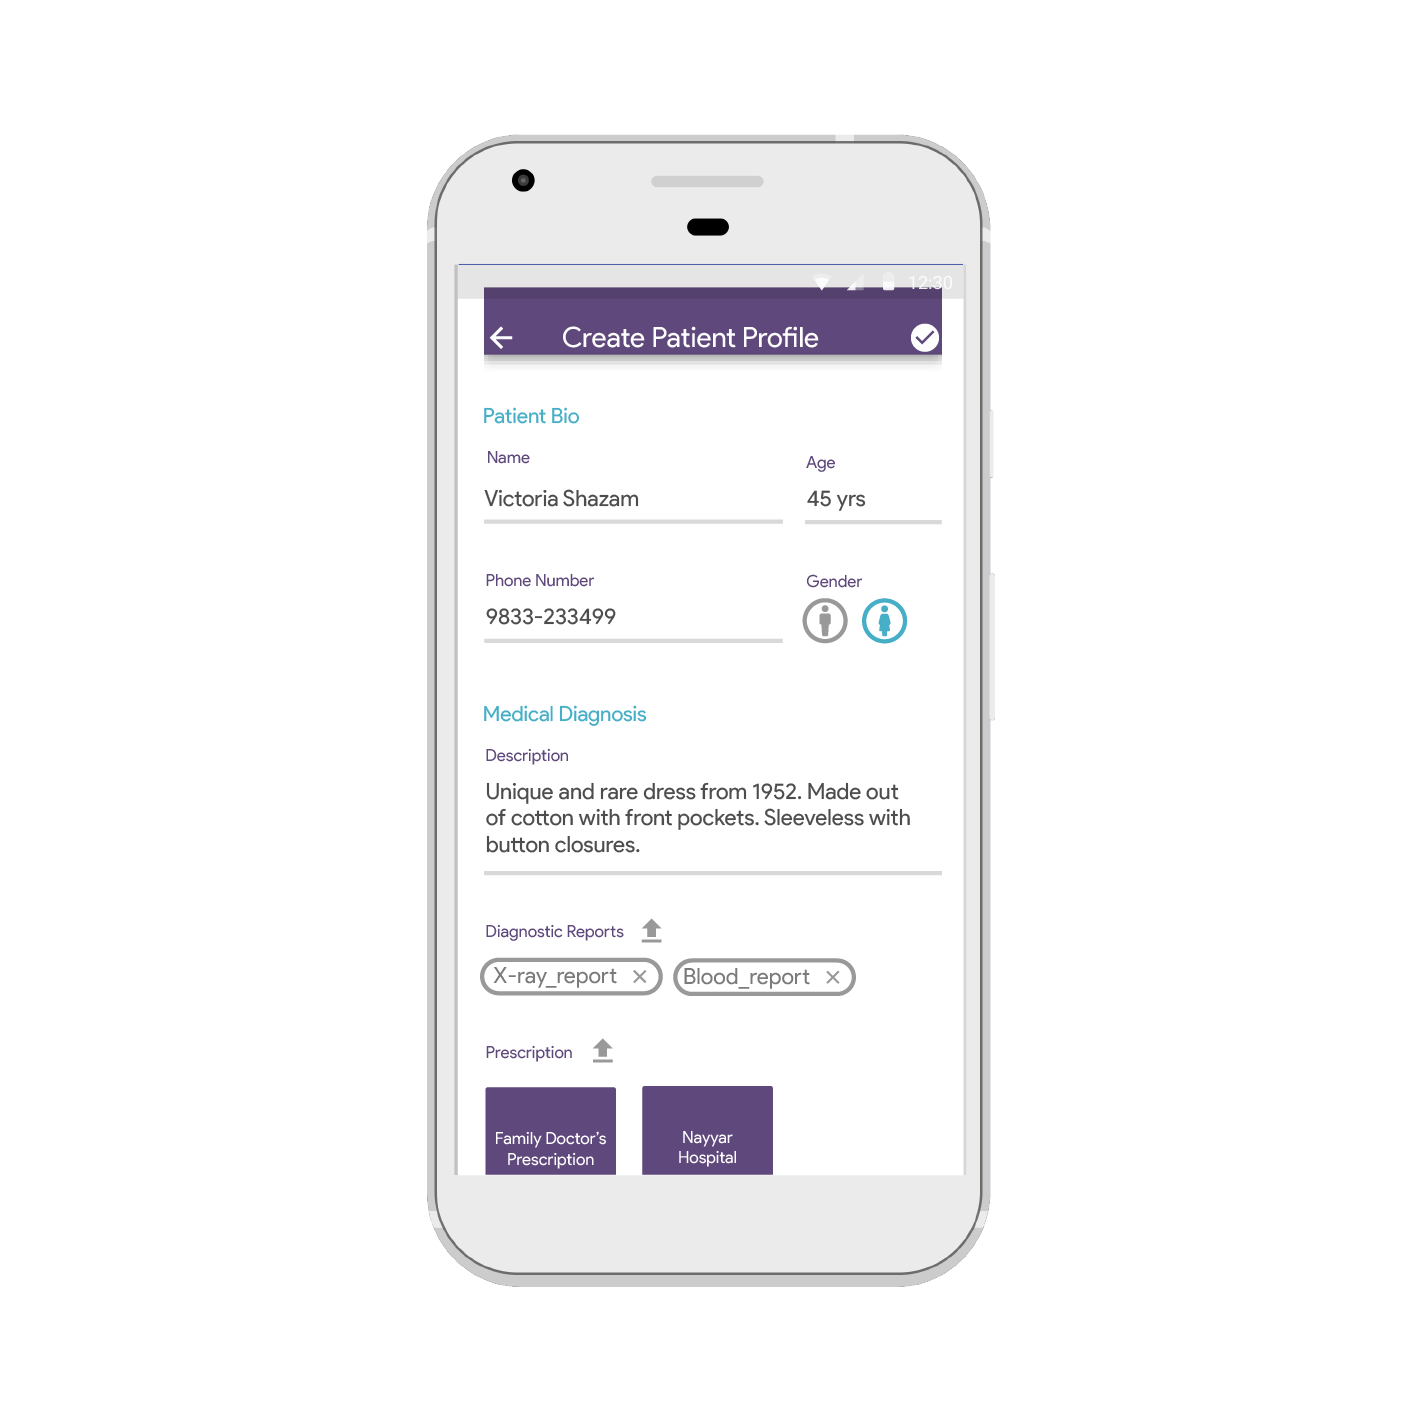 12:30
Create Patient Profile
Patient Bio
Name
Age
Victoria Shazam
45 yrs
Phone Number
Gender
9833-233499
Medical Diagnosis
Description
Unique and rare dress from 1952. Made out
of cotton with front pockets. Sleeveless with
button closures.
Diagnostic Reports
X-ray_report ×
Blood_report ×
Prescription
Family Doctor’s
Prescription
Nayyar
Hospital